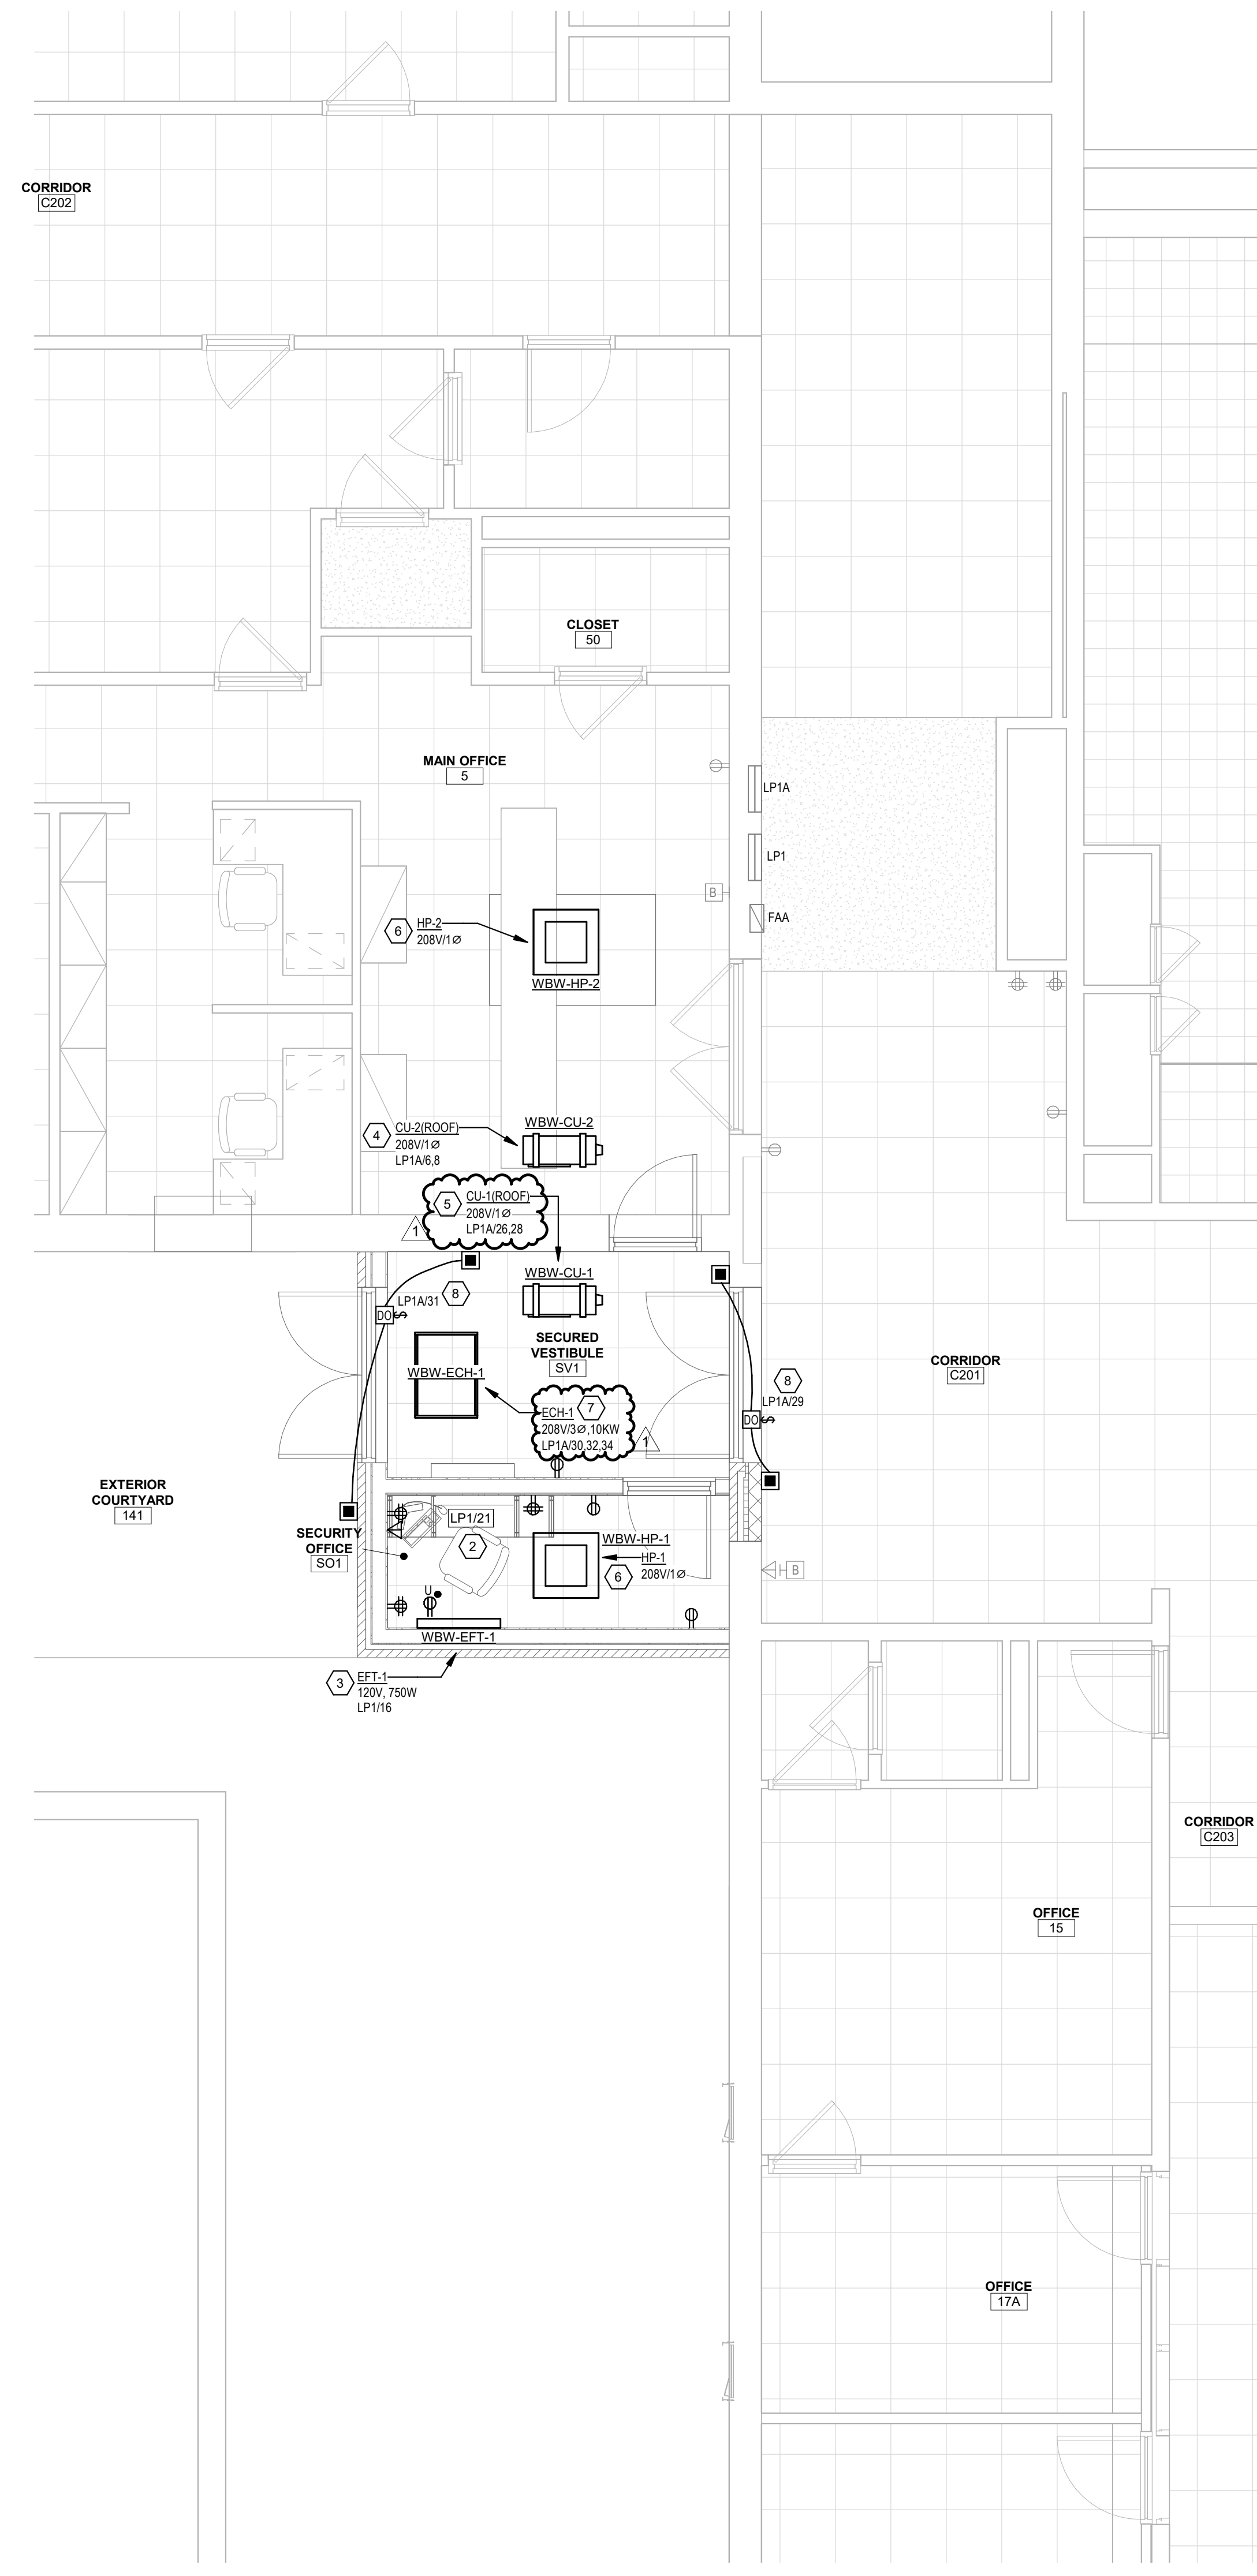 CORRIDOR
C202
CLOSET
50
MAIN OFFICE
5
LP1A
LP1
B
FAA
6
HP-2
208V/1Ø
WBW-HP-2
4
CU-2(ROOF)
208V/1Ø
LP1A/6,8
WBW-CU-2
5
CU-1(ROOF)
208V/1Ø
LP1A/26,28
1
WBW-CU-1
LP1A/31
8
DO
$
SECURED
VESTIBULE
SV1
WBW-ECH-1
ECH-1
7
208V/3Ø,10KW
LP1A/30,32,34
1
8
LP1A/29
DO
$
CORRIDOR
C201
EXTERIOR
COURTYARD
141
SECURITY
OFFICE
SO1
LP1/21
2
WBW-HP-1
HP-1
208V/1Ø
6
B
U
WBW-EFT-1
3
EFT-1
120V, 750W
LP1/16
CORRIDOR
C203
OFFICE
15
OFFICE
17A